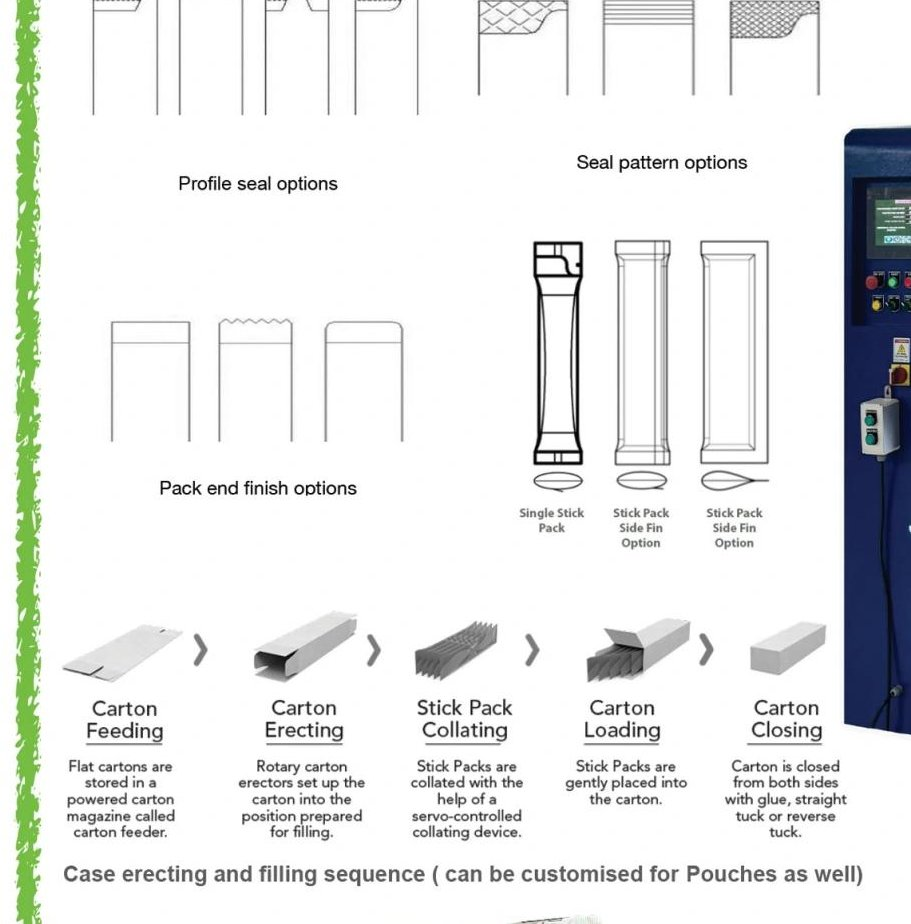 Profile seal options
Seal pattern options
Pack end finish options
Single Stick
Pack
Stick Pack
Side Fin
Option
Stick Pack
Side Fin
Option
Carton
Feeding
Flat cartons are
stored in a
powered carton
magazine called
carton feeder.
Carton
Erecting
Rotary carton
erectors set up the
carton into the
position prepared
for filling.
Stick Pack
Collating
Stick Packs are
collated with the
help of a
servo-controlled
collating device.
Carton
Loading
Stick Packs are
gently placed into
the carton.
Carton
Closing
Carton is closed
from both sides
with glue, straight
tuck or reverse
tuck.
Case erecting and filling sequence ( can be customised for Pouches as well)